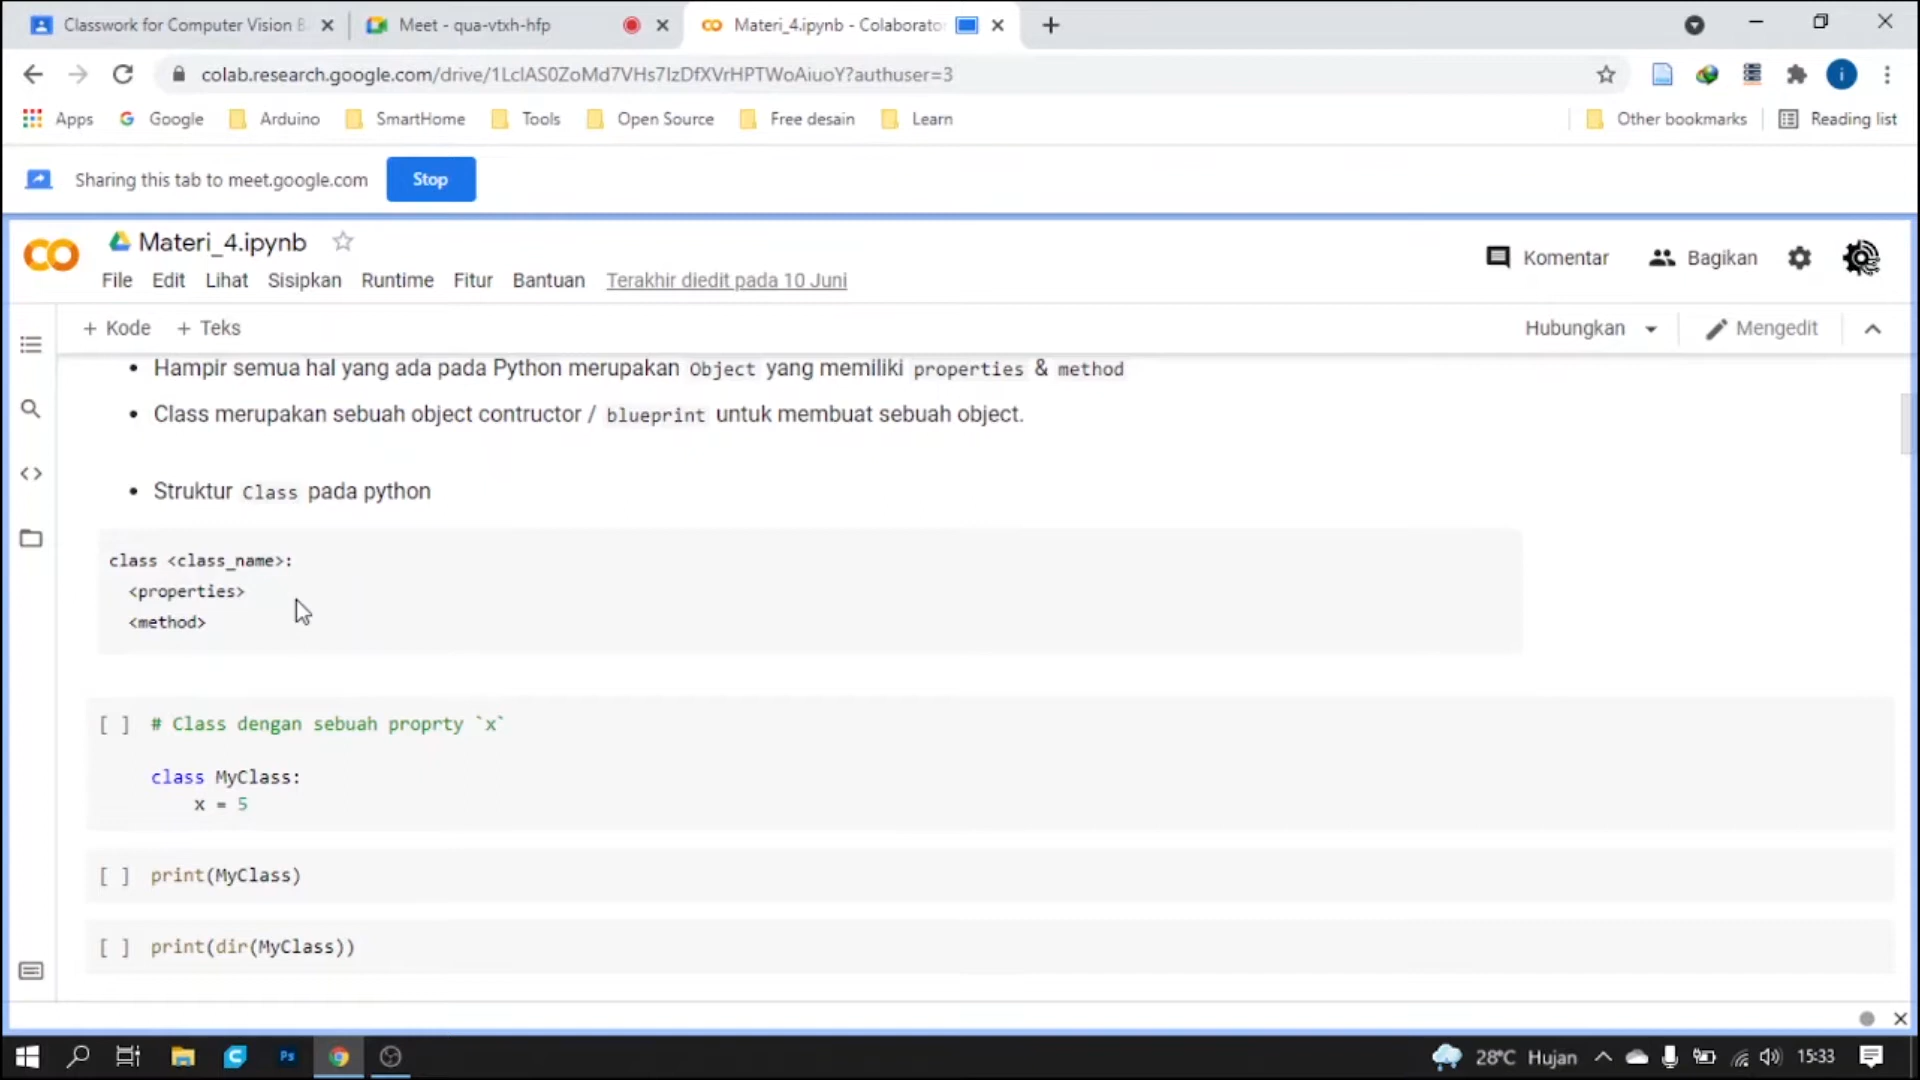 Classwork for Computer Vision B
Meet - qua-vtxh-hfp
Materi_4.ipynb - Colaborator
colab.research.google.com/drive/1LclAS0ZoMd7VHs7IzDfXVrHPTWoAiuoY?authuser=3
i
Apps
Google
Arduino
SmartHome
Tools
Open Source
Free desain
Learn
Other bookmarks
Reading list
Sharing this tab to meet.google.com
Stop
Materi_4.ipynb
Komentar
Bagikan
File Edit Lihat Sisipkan Runtime Fitur Bantuan Terakhir diedit pada 10 Juni
+ Kode + Teks
Hubungkan
Mengedit
• Hampir semua hal yang ada pada Python merupakan Object yang memiliki properties & method
• Class merupakan sebuah object contructor / blueprint untuk membuat sebuah object.
• Struktur Class pada python
class <class_name>:
<properties>
<method>
[ ] # Class dengan sebuah proprty `x`
class MyClass:
x = 5
[ ] print(MyClass)
[ ] print(dir(MyClass))
Ps
28°C Hujan
15:33